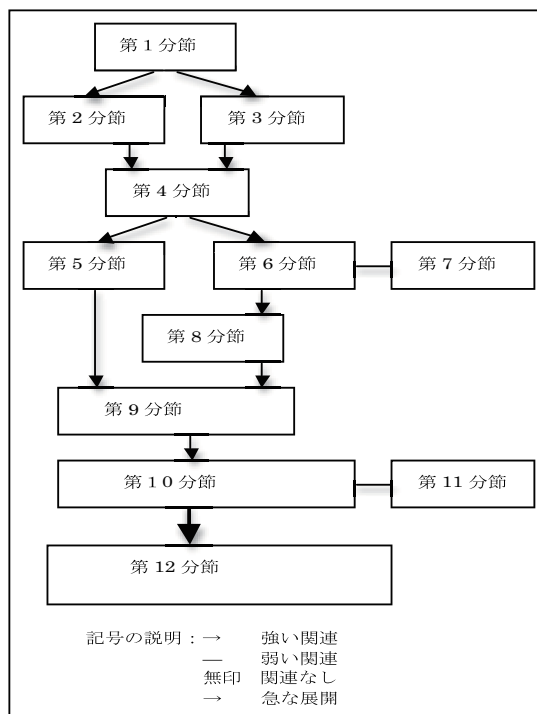 第1分節
第2分節 第3分節
第4分節
第5分節 第6分節 第7分節
第8分節
第9分節
第10分節 第11分節
第12分節
記号の説明：→ 強い関連
― 弱い関連
無印 関連なし
→ 急な展開